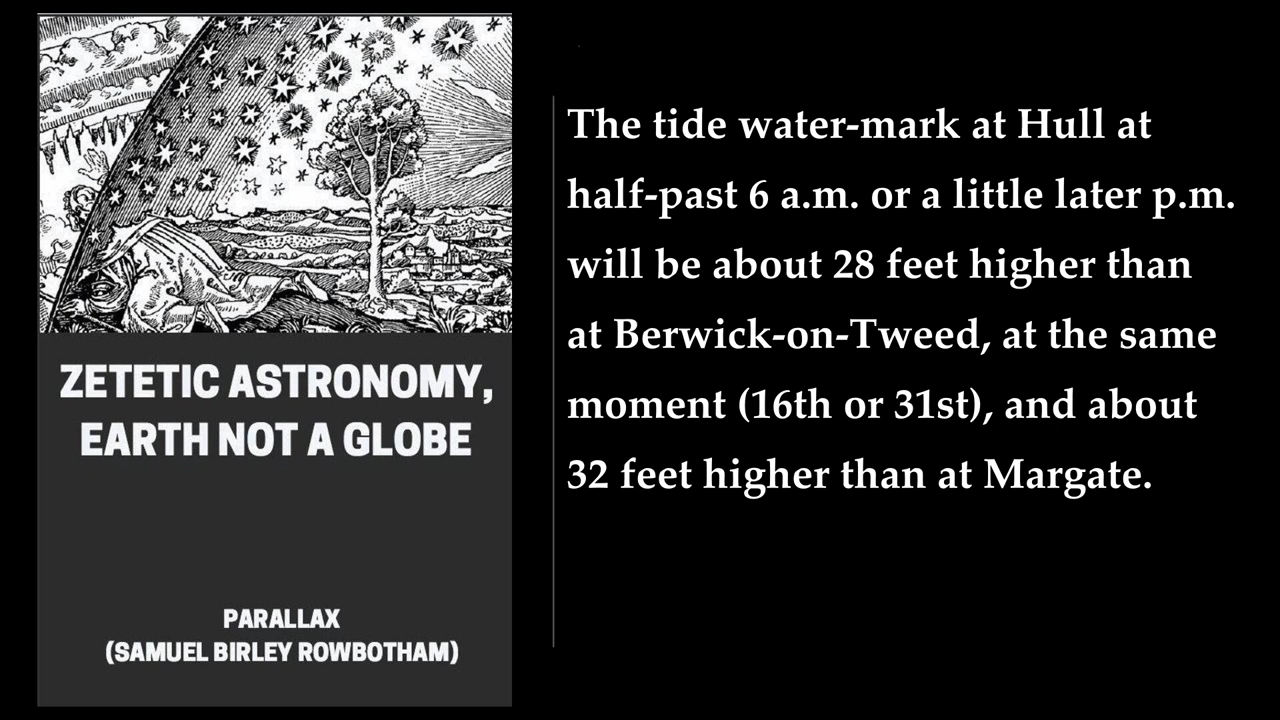 ZETETIC ASTRONOMY,
EARTH NOT A GLOBE
PARALLAX
(SAMUEL BIRLEY ROWBOTHAM)
The tide water-mark at Hull at
half-past 6 a.m. or a little later p.m.
will be about 28 feet higher than
at Berwick-on-Tweed, at the same
moment (16th or 31st), and about
32 feet higher than at Margate.